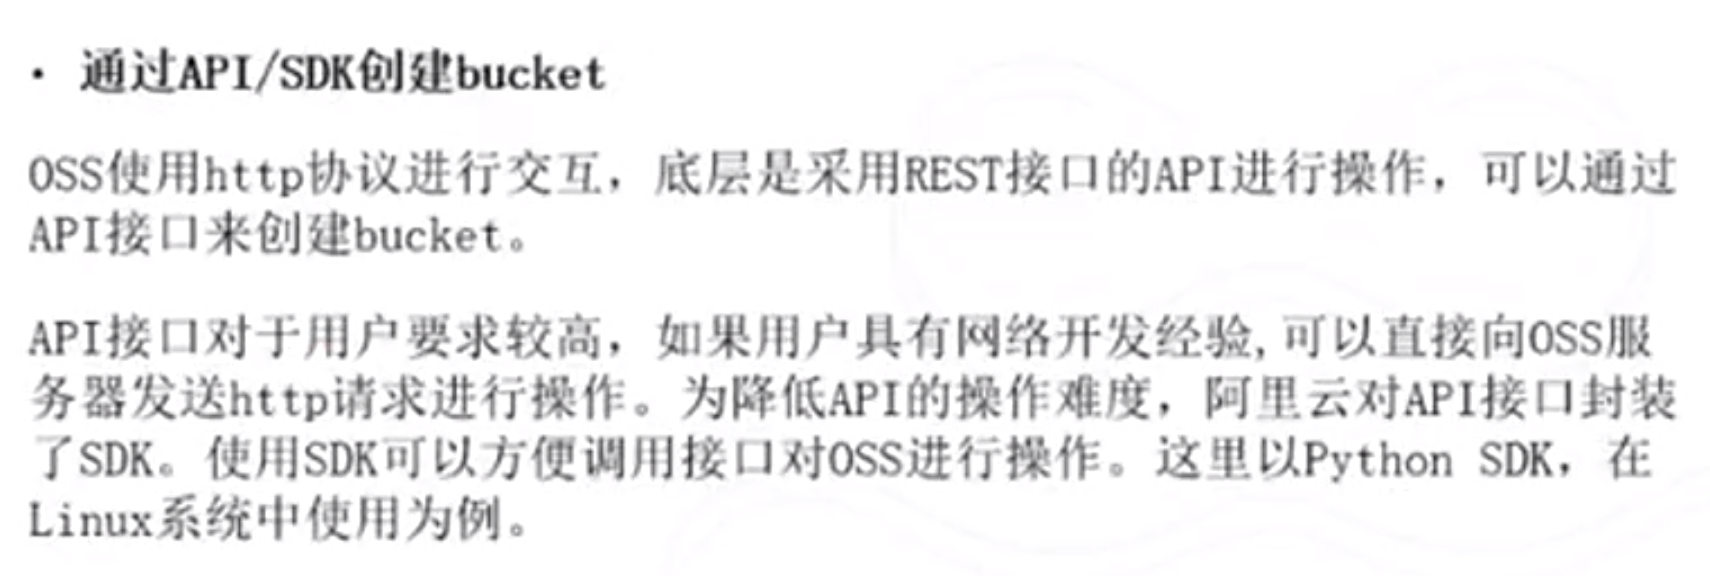 · 通过API/SDK创建bucket
OSS使用http协议进行交互，底层是采用REST接口的API进行操作，可以通过
API接口来创建bucket。
API接口对于用户要求较高，如果用户具有网络开发经验,可以直接向OSS服
务器发送http请求进行操作。为降低API的操作难度，阿里云对API接口封装
了SDK。使用SDK可以方便调用接口对OSS进行操作。这里以Python SDK，在
Linux系统中使用为例。